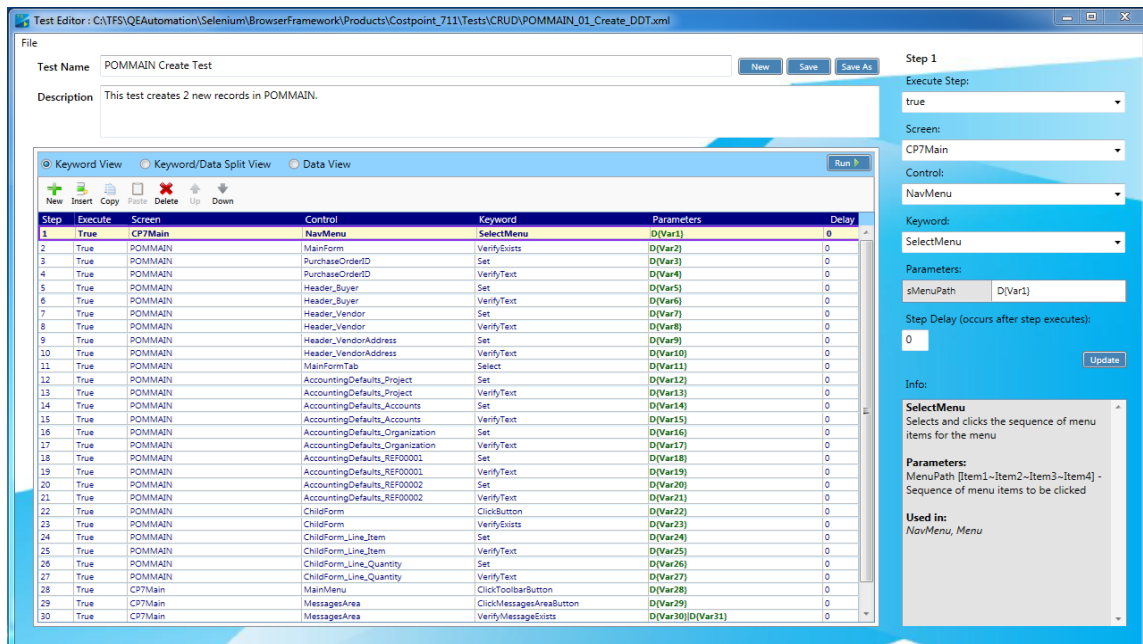 Test Editor : C:\TFS\QEAutomation\Selenium\BrowserFramework\Products\Costpoint_711\Tests\CRUD\POMMAIN_01_Create_DDT.xml
File
Test Name POMMAIN Create Test New Save Save As
Description This test creates 2 new records in POMMAIN.
Keyword View Keyword/Data Split View Data View Run
New Insert Copy Paste Delete Up Down
Step Execute Screen Control Keyword Parameters Delay
1 True CP7Main NavMenu SelectMenu D{Var1} 0
2 True POMMAIN MainForm VerifyExists D{Var2} 0
3 True POMMAIN PurchaseOrderID Set D{Var3} 0
4 True POMMAIN PurchaseOrderID VerifyText D{Var4} 0
5 True POMMAIN Header_Buyer Set D{Var5} 0
6 True POMMAIN Header_Buyer VerifyText D{Var6} 0
7 True POMMAIN Header_Vendor Set D{Var7} 0
8 True POMMAIN Header_Vendor VerifyText D{Var8} 0
9 True POMMAIN Header_VendorAddress Set D{Var9} 0
10 True POMMAIN Header_VendorAddress VerifyText D{Var10} 0
11 True POMMAIN MainFormTab Select D{Var11} 0
12 True POMMAIN AccountingDefaults_Project Set D{Var12} 0
13 True POMMAIN AccountingDefaults_Project VerifyText D{Var13} 0
14 True POMMAIN AccountingDefaults_Accounts Set D{Var14} 0
15 True POMMAIN AccountingDefaults_Accounts VerifyText D{Var15} 0
16 True POMMAIN AccountingDefaults_Organization Set D{Var16} 0
17 True POMMAIN AccountingDefaults_Organization VerifyText D{Var17} 0
18 True POMMAIN AccountingDefaults_REF00001 Set D{Var18} 0
19 True POMMAIN AccountingDefaults_REF00001 VerifyText D{Var19} 0
20 True POMMAIN AccountingDefaults_REF00002 Set D{Var20} 0
21 True POMMAIN AccountingDefaults_REF00002 VerifyText D{Var21} 0
22 True POMMAIN ChildForm ClickButton D{Var22} 0
23 True POMMAIN ChildForm VerifyExists D{Var23} 0
24 True POMMAIN ChildForm_Line_Item Set D{Var24} 0
25 True POMMAIN ChildForm_Line_Item VerifyText D{Var25} 0
26 True POMMAIN ChildForm_Line_Quantity Set D{Var26} 0
27 True POMMAIN ChildForm_Line_Quantity VerifyText D{Var27} 0
28 True CP7Main MainMenu ClickToolbarButton D{Var28} 0
29 True CP7Main MessagesArea ClickMessagesAreaButton D{Var29} 0
30 True CP7Main MessagesArea VerifyMessageExists D{Var30}|D{Var31} 0
Step 1
Execute Step:
true
Screen:
CP7Main
Control:
NavMenu
Keyword:
SelectMenu
Parameters:
sMenuPath D{Var1}
Step Delay (occurs after step executes):
0
Update
Info:
SelectMenu
Selects and clicks the sequence of menu
items for the menu
Parameters:
MenuPath [Item1~Item2~Item3~Item4] -
Sequence of menu items to be clicked
Used in:
NavMenu, Menu